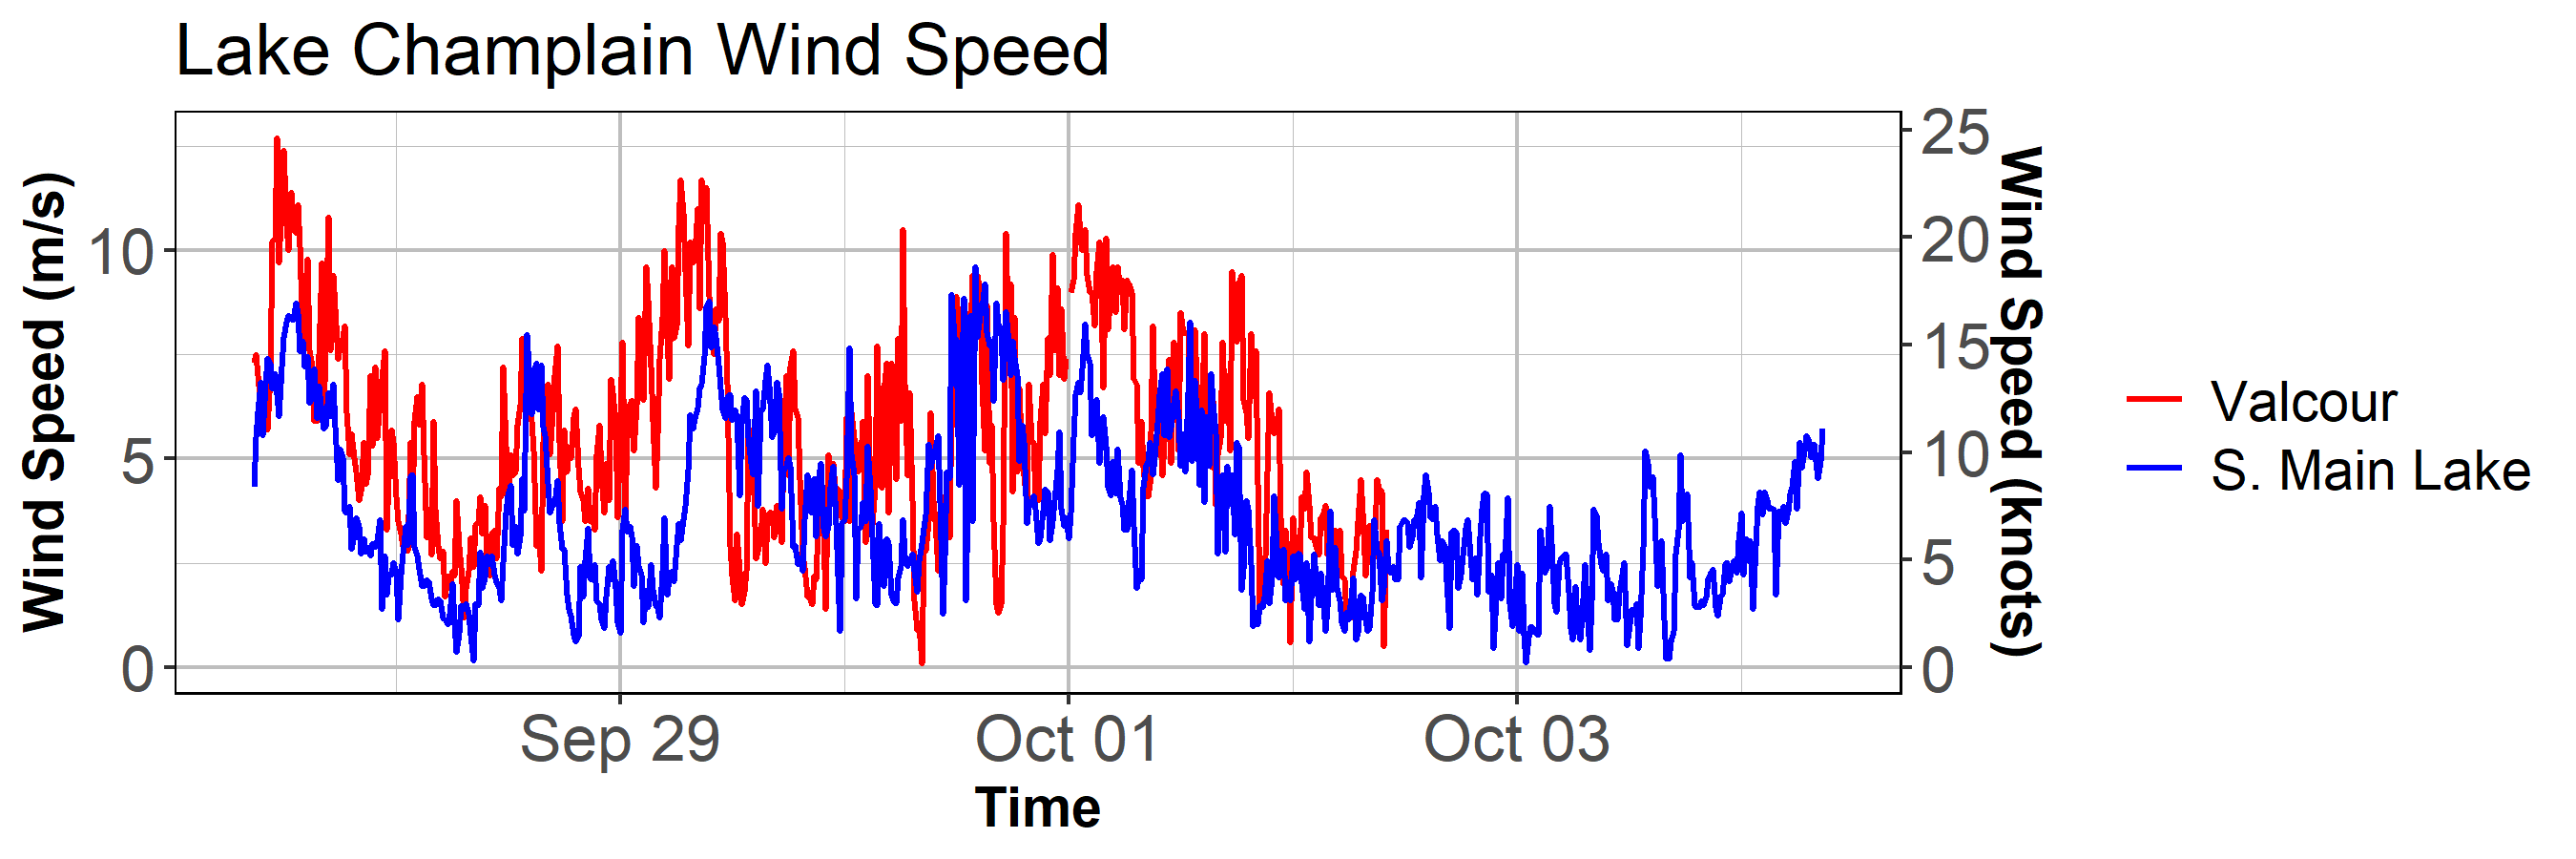 Lake Champlain Wind Speed
Wind Speed (m/s)
10
5
0
25
20
15
10
5
0
Wind Speed (knots)
Sep 29
Oct 01
Oct 03
Time
Valcour
S. Main Lake